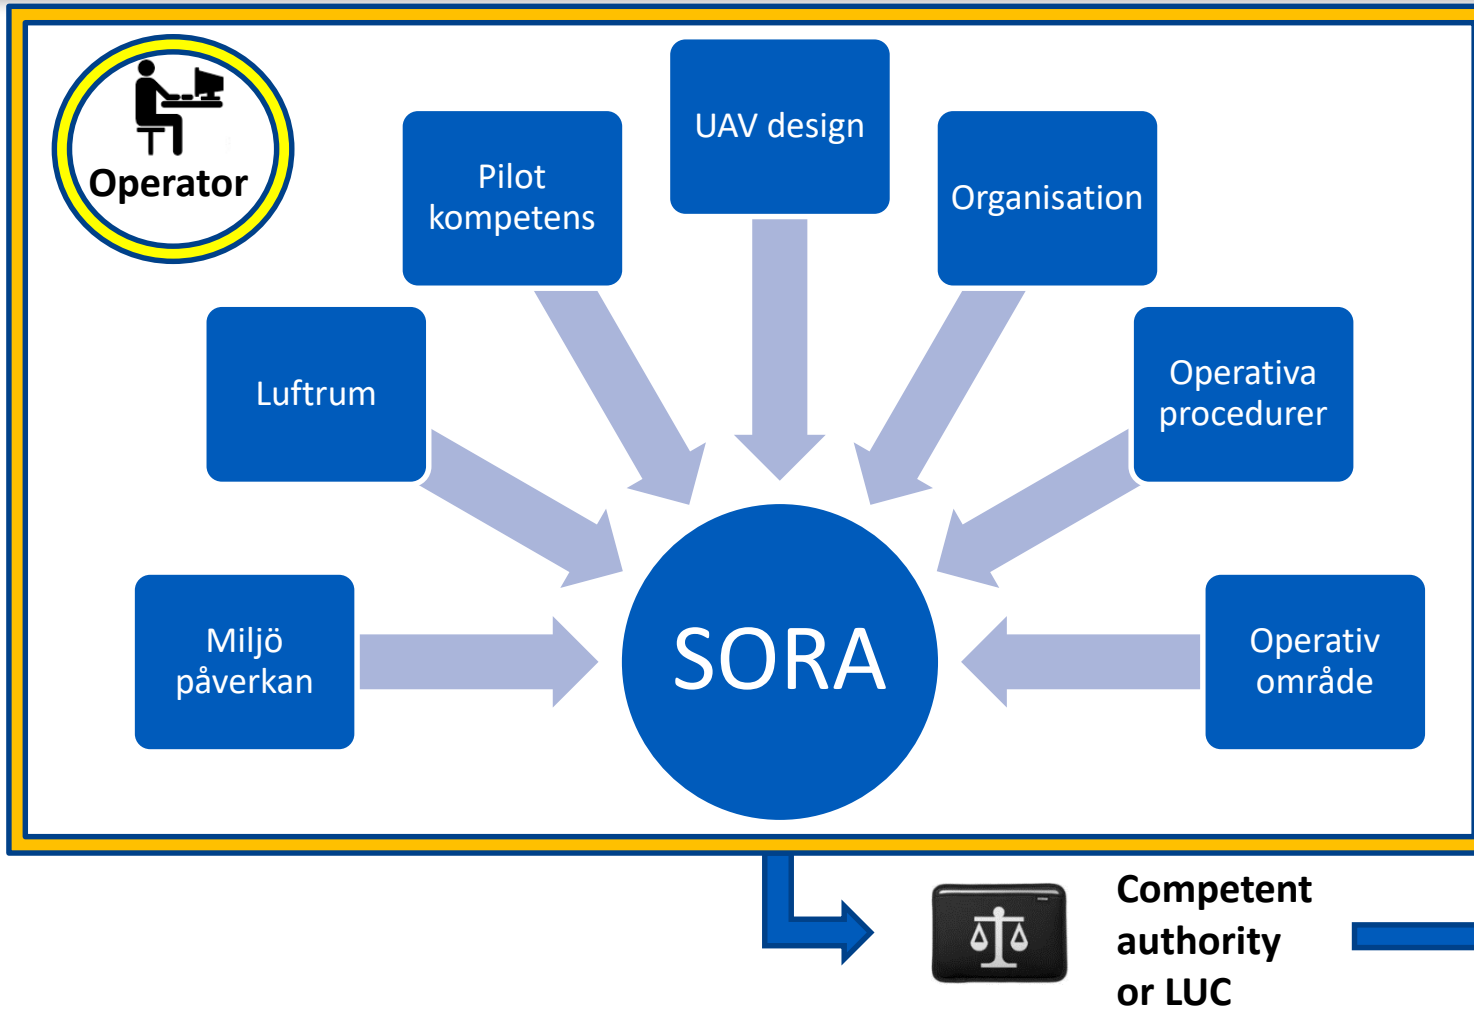 Operator
Pilot
kompetens
UAV design
Organisation
Luftrum
Operativa
procedurer
Miljö
påverkan
SORA
Operativ
område
Competent
authority
or LUC